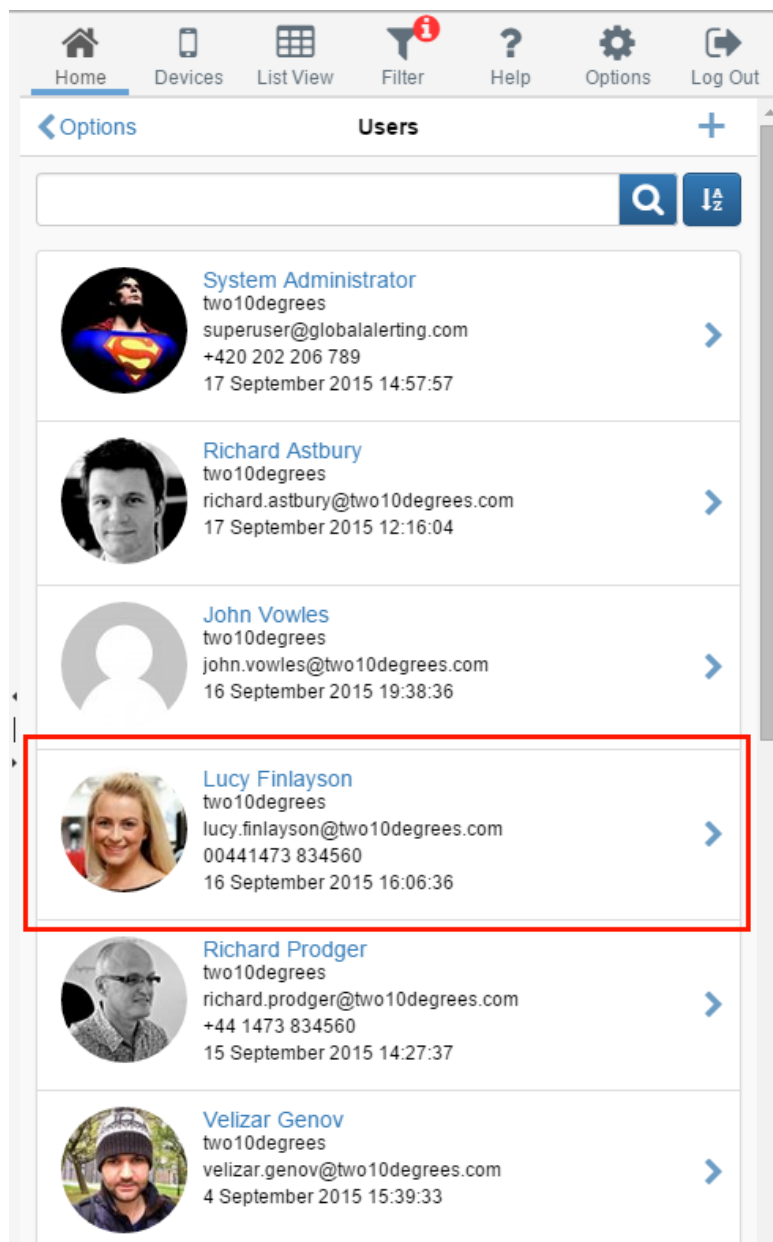 Home Devices List View Filter Help Options Log Out
Options Users +
System Administrator
two10degrees
superuser@globalalerting.com
+420 202 206 789
17 September 2015 14:57:57
Richard Astbury
two10degrees
richard.astbury@two10degrees.com
17 September 2015 12:16:04
John Vowles
two10degrees
john.vowles@two10degrees.com
16 September 2015 19:38:36
Lucy Finlayson
two10degrees
lucy.finlayson@two10degrees.com
00441473 834560
16 September 2015 16:06:36
Richard Prodger
two10degrees
richard.prodger@two10degrees.com
+44 1473 834560
15 September 2015 14:27:37
Velizar Genov
two10degrees
velizar.genov@two10degrees.com
4 September 2015 15:39:33